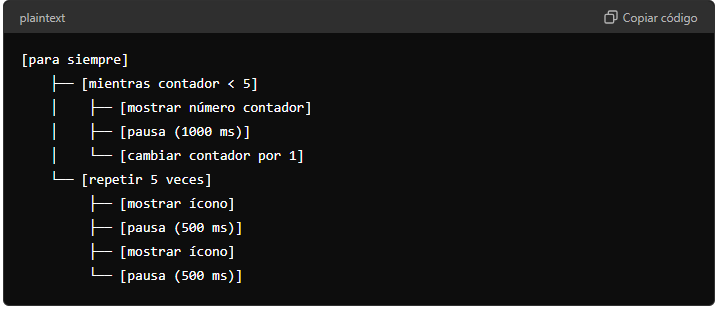 plaintext
Copiar código
[para siempre]
    ├── [mientras contador < 5]
    │    ├── [mostrar número contador]
    │    ├── [pausa (1000 ms)]
    │    └── [cambiar contador por 1]
    └── [repetir 5 veces]
         ├── [mostrar ícono]
         ├── [pausa (500 ms)]
         ├── [mostrar ícono]
         └── [pausa (500 ms)]